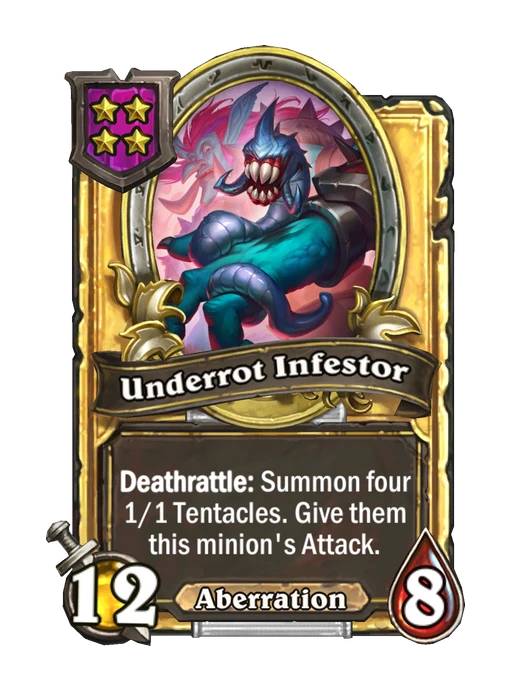 Underrot Infestor
Deathrattle: Summon four
1/1 Tentacles. Give them
this minion's Attack.
12
Aberration
8